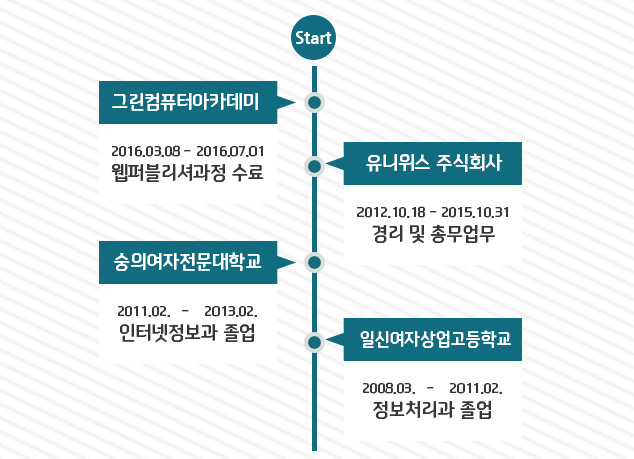 Start
그린컴퓨터아카데미
2016.03.08 - 2016.07.01
웹퍼블리셔과정 수료
유니위스 주식회사
2012.10.18 - 2015.10.31
경리 및 총무업무
숭의여자전문대학교
2011.02. - 2013.02.
인터넷정보과 졸업
일신여자상업고등학교
2008.03. - 2011.02.
정보처리과 졸업